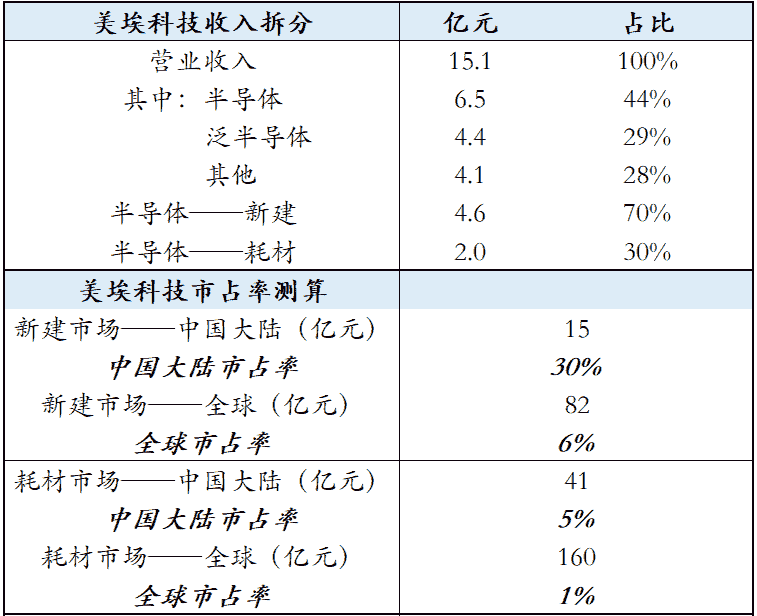 美埃科技收入拆分 亿元 占比
营业收入 15.1 100%
其中：半导体 6.5 44%
泛半导体 4.4 29%
其他 4.1 28%
半导体——新建 4.6 70%
半导体——耗材 2.0 30%
美埃科技市占率测算
新建市场——中国大陆（亿元） 15
中国大陆市占率 30%
新建市场——全球（亿元） 82
全球市占率 6%
耗材市场——中国大陆（亿元） 41
中国大陆市占率 5%
耗材市场——全球（亿元） 160
全球市占率 1%